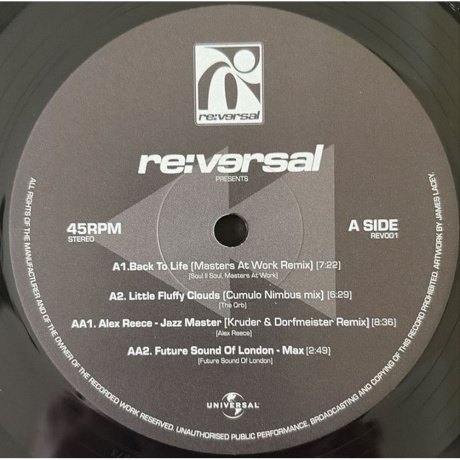 re:versal
re:versal
PRESENTS
45RPM
STEREO
A SIDE
REV001
A1.Back To Life (Masters At Work Remix) [7:22]
[Soul II Soul, Masters At Work]
A2. Little Fluffy Clouds (Cumulo Nimbus mix) [6:29]
[The Orb]
AA1. Alex Reece - Jazz Master [Kruder & Dorfmeister Remix] [8:36]
[Alex Reece]
AA2. Future Sound Of London - Max [2:49]
[Future Sound Of London]
UNIVERSAL
ALL RIGHTS OF THE MANUFACTURER AND OF THE OWNER OF THE RECORDED WORK RESERVED. UNAUTHORISED PUBLIC PERFORMANCE, BROADCASTING AND COPYING OF THIS RECORD PROHIBITED. ARTWORK BY JAMES LACEY.